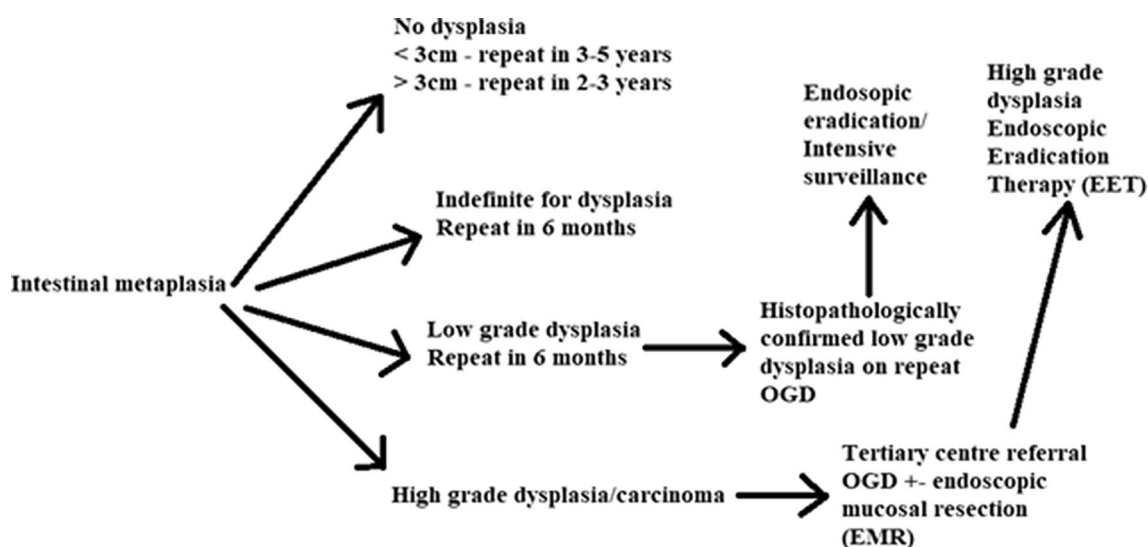 No dysplasia
< 3cm - repeat in 3-5 years
> 3cm - repeat in 2-3 years
Indefinite for dysplasia
Repeat in 6 months
Intestinal metaplasia
Low grade dysplasia
Repeat in 6 months
High grade dysplasia/carcinoma
Histopathologically
confirmed low grade
dysplasia on repeat
OGD
Endosopic
eradication/
Intensive
surveillance
Tertiary centre referral
OGD +- endoscopic
mucosal resection
(EMR)
High grade
dysplasia
Endoscopic
Eradication
Therapy (EET)